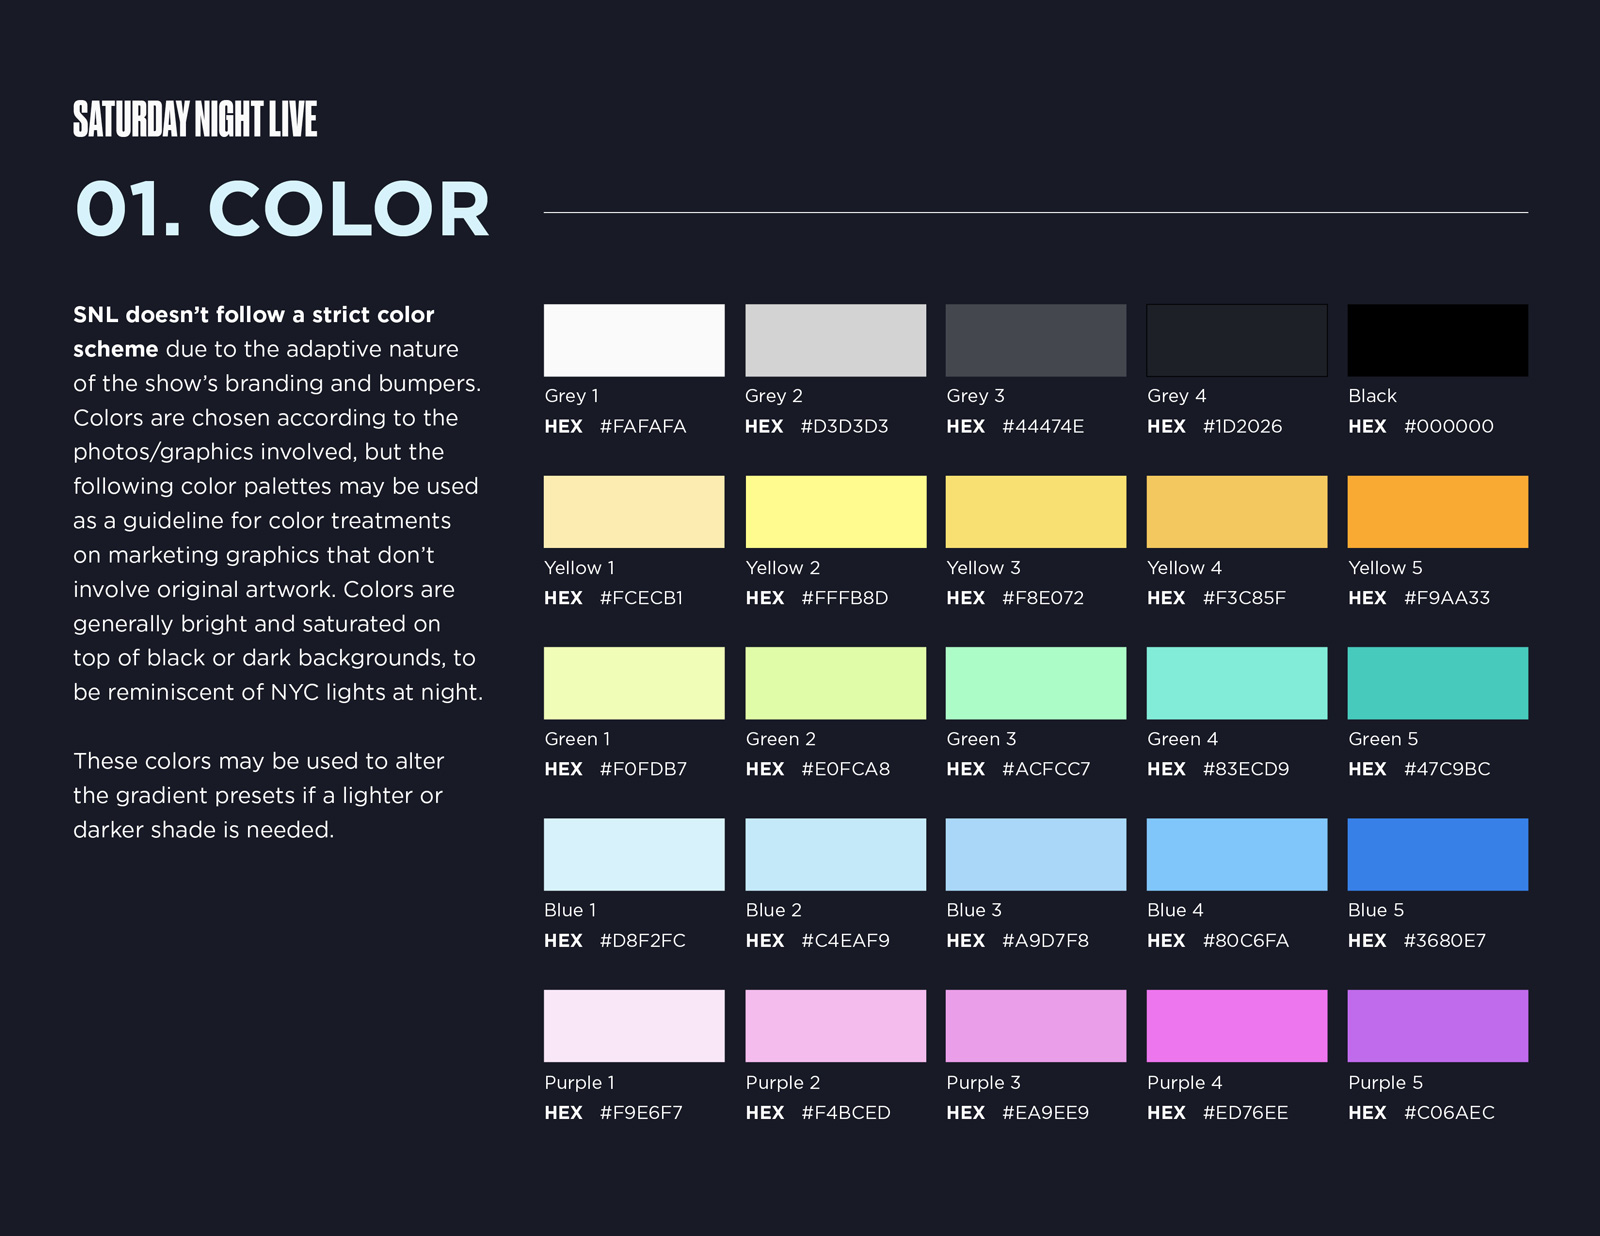 SATURDAY NIGHT LIVE
01. COLOR
SNL doesn’t follow a strict color
scheme due to the adaptive nature
of the show’s branding and bumpers.
Colors are chosen according to the
photos/graphics involved, but the
following color palettes may be used
as a guideline for color treatments
on marketing graphics that don’t
involve original artwork. Colors are
generally bright and saturated on
top of black or dark backgrounds, to
be reminiscent of NYC lights at night.
These colors may be used to alter
the gradient presets if a lighter or
darker shade is needed.
Grey 1 Grey 2 Grey 3 Grey 4 Black
HEX #FAFAFA HEX #D3D3D3 HEX #44474E HEX #1D2026 HEX #000000
Yellow 1 Yellow 2 Yellow 3 Yellow 4 Yellow 5
HEX #FCECB1 HEX #FFFB8D HEX #F8E072 HEX #F3C85F HEX #F9AA33
Green 1 Green 2 Green 3 Green 4 Green 5
HEX #F0FDB7 HEX #E0FCA8 HEX #ACFCC7 HEX #83ECD9 HEX #47C9BC
Blue 1 Blue 2 Blue 3 Blue 4 Blue 5
HEX #D8F2FC HEX #C4EAF9 HEX #A9D7F8 HEX #80C6FA HEX #3680E7
Purple 1 Purple 2 Purple 3 Purple 4 Purple 5
HEX #F9E6F7 HEX #F4BCED HEX #EA9EE9 HEX #ED76EE HEX #C06AEC